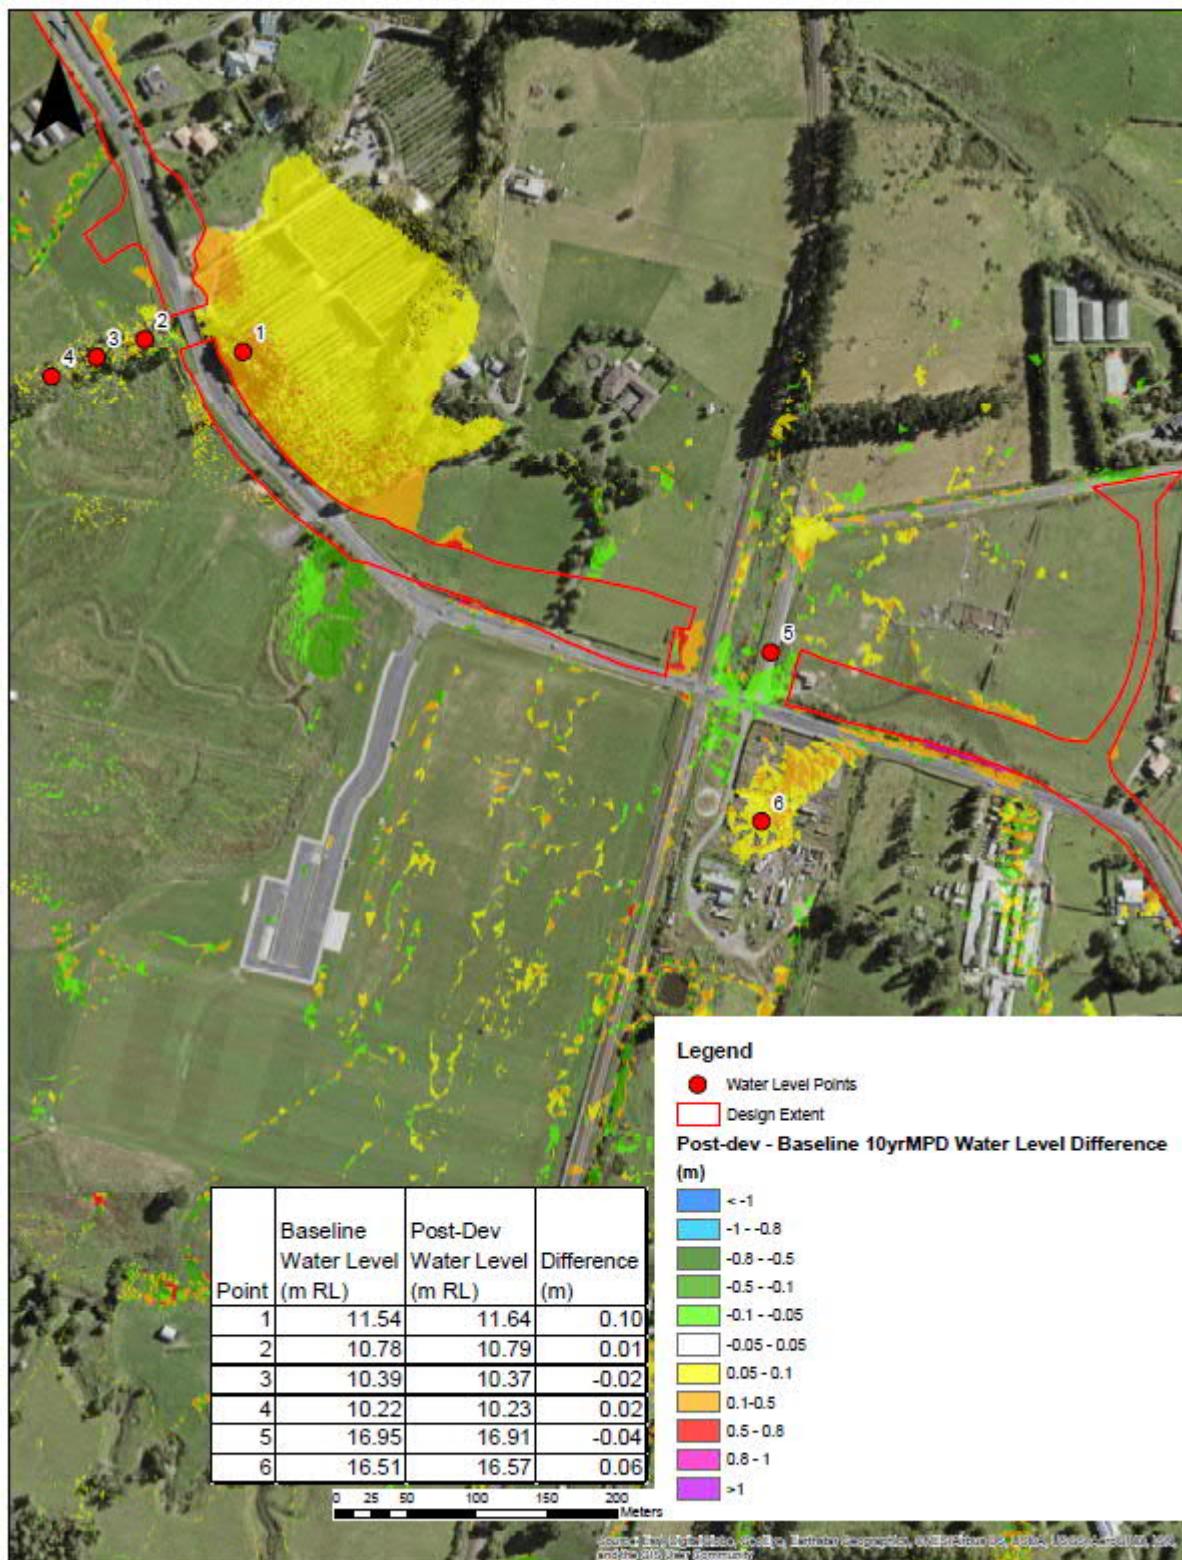 N
1
2
3
4
5
6
Legend
Water Level Points
Design Extent
Post-dev - Baseline 10yrMPD Water Level Difference
(m)
< -1
-1 - -0.8
-0.8 - -0.5
-0.5 - -0.1
-0.1 - -0.05
-0.05 - 0.05
0.05 - 0.1
0.1-0.5
0.5 - 0.8
0.8 - 1
>1
Point Baseline Water Level (m RL) Post-Dev Water Level (m RL) Difference (m)
1 11.54 11.64 0.10
2 10.78 10.79 0.01
3 10.39 10.37 -0.02
4 10.22 10.23 0.02
5 16.95 16.91 -0.04
6 16.51 16.57 0.06
0 25 50 100 150 200
Meters
and the GIS User Community